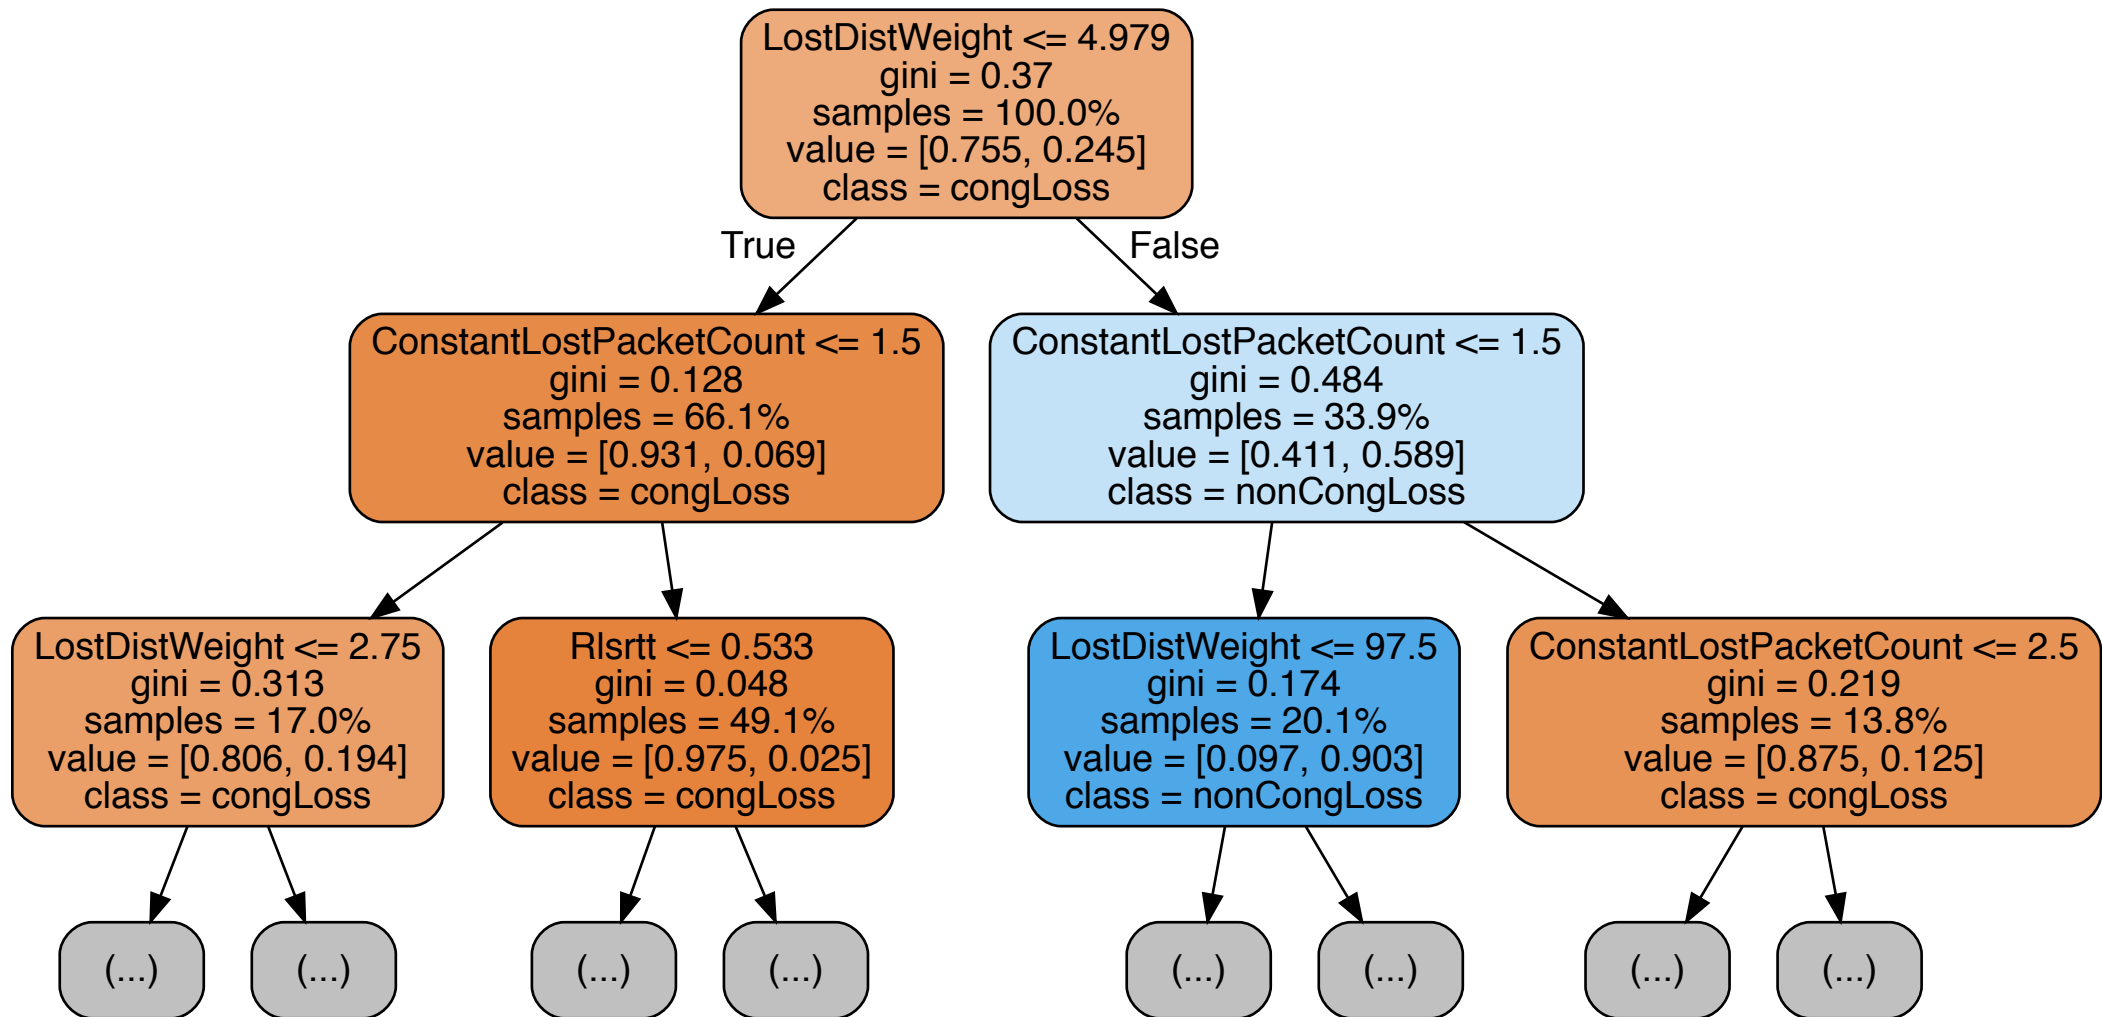 LostDistWeight <= 4.979
gini = 0.37
samples = 100.0%
value = [0.755, 0.245]
class = congLoss
True
False
ConstantLostPacketCount <= 1.5
gini = 0.128
samples = 66.1%
value = [0.931, 0.069]
class = congLoss
ConstantLostPacketCount <= 1.5
gini = 0.484
samples = 33.9%
value = [0.411, 0.589]
class = nonCongLoss
LostDistWeight <= 2.75
gini = 0.313
samples = 17.0%
value = [0.806, 0.194]
class = congLoss
Rlsrtt <= 0.533
gini = 0.048
samples = 49.1%
value = [0.975, 0.025]
class = congLoss
LostDistWeight <= 97.5
gini = 0.174
samples = 20.1%
value = [0.097, 0.903]
class = nonCongLoss
ConstantLostPacketCount <= 2.5
gini = 0.219
samples = 13.8%
value = [0.875, 0.125]
class = congLoss
(...)
(...)
(...)
(...)
(...)
(...)
(...)
(...)